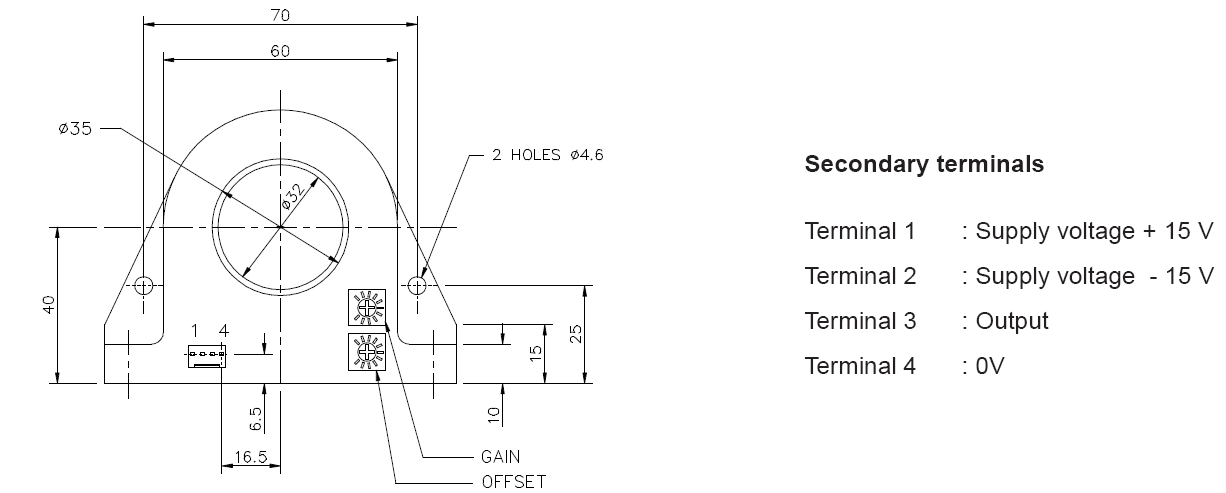 70
60
ø35
2 HOLES ø4.6
ø32
40
1 4
25
15
10
6.5
16.5
GAIN
OFFSET
Secondary terminals
Terminal 1 : Supply voltage + 15 V
Terminal 2 : Supply voltage - 15 V
Terminal 3 : Output
Terminal 4 : 0V